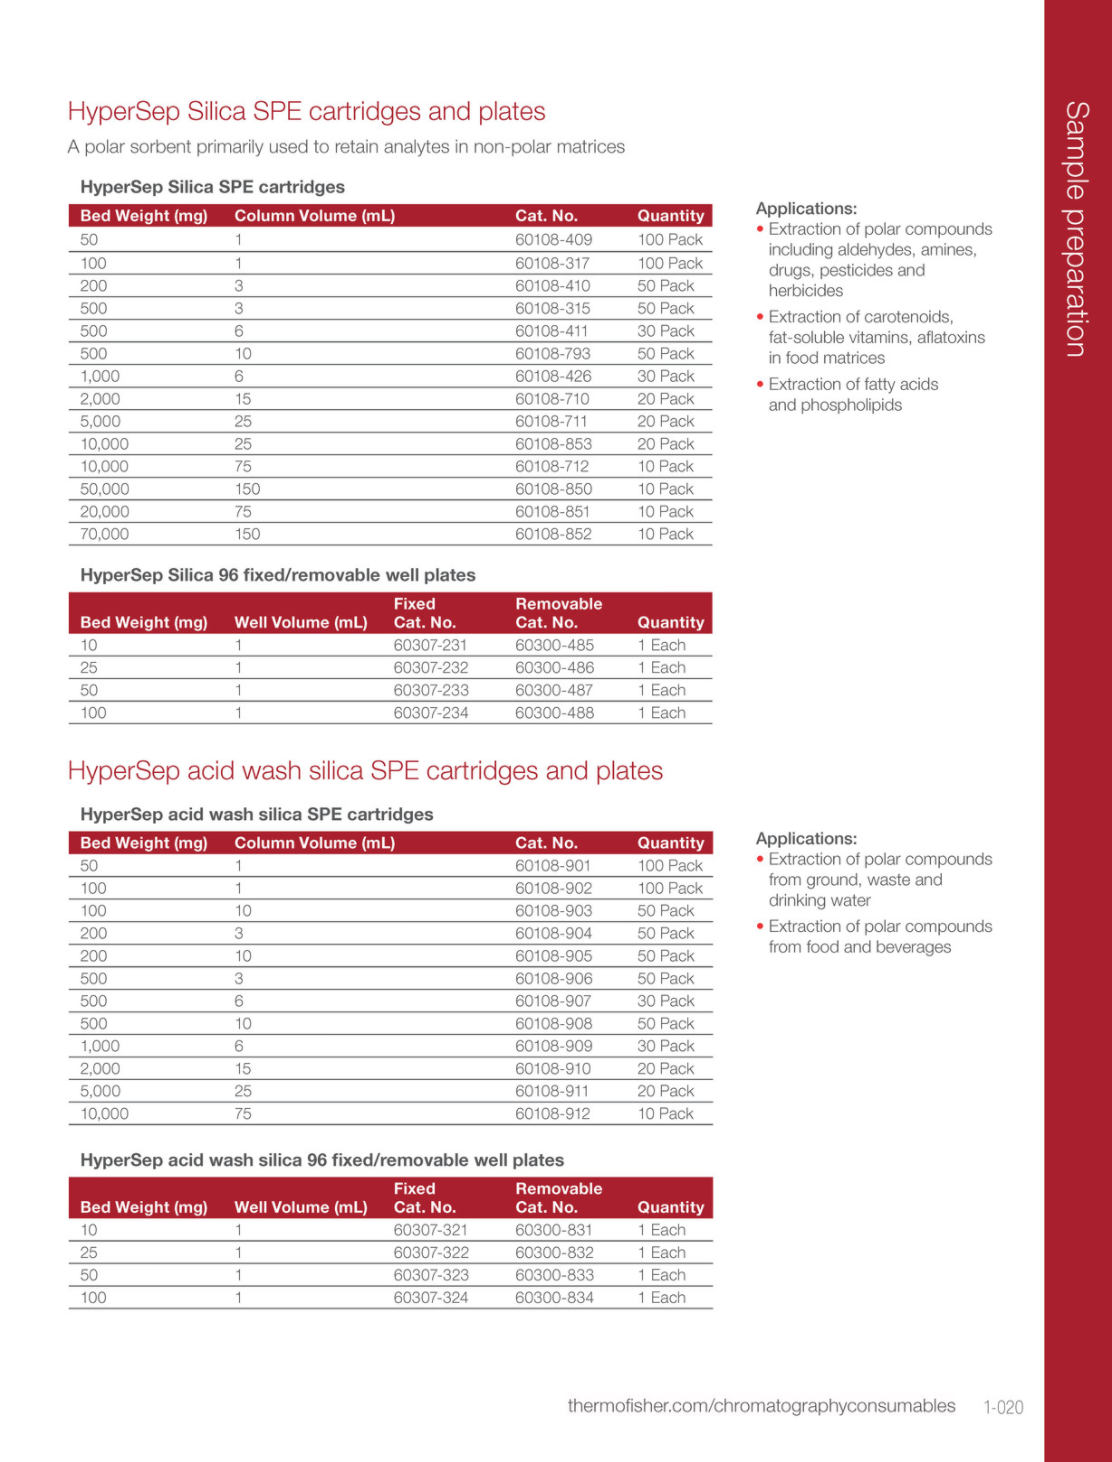 HyperSep Silica SPE cartridges and plates
A polar sorbent primarily used to retain analytes in non-polar matrices
HyperSep Silica SPE cartridges
Bed Weight (mg) Column Volume (mL) Cat. No. Quantity
50 1 60108-409 100 Pack
100 1 60108-317 100 Pack
200 3 60108-410 50 Pack
500 3 60108-315 50 Pack
500 6 60108-411 30 Pack
500 10 60108-793 50 Pack
1,000 6 60108-426 30 Pack
2,000 15 60108-710 20 Pack
5,000 25 60108-711 20 Pack
10,000 25 60108-853 20 Pack
10,000 75 60108-712 10 Pack
50,000 150 60108-850 10 Pack
20,000 75 60108-851 10 Pack
70,000 150 60108-852 10 Pack
Applications:
• Extraction of polar compounds
including aldehydes, amines,
drugs, pesticides and
herbicides
• Extraction of carotenoids,
fat-soluble vitamins, aflatoxins
in food matrices
• Extraction of fatty acids
and phospholipids
HyperSep Silica 96 fixed/removable well plates
Fixed Removable
Bed Weight (mg) Well Volume (mL) Cat. No. Cat. No. Quantity
10 1 60307-231 60300-485 1 Each
25 1 60307-232 60300-486 1 Each
50 1 60307-233 60300-487 1 Each
100 1 60307-234 60300-488 1 Each
HyperSep acid wash silica SPE cartridges and plates
HyperSep acid wash silica SPE cartridges
Bed Weight (mg) Column Volume (mL) Cat. No. Quantity
50 1 60108-901 100 Pack
100 1 60108-902 100 Pack
100 10 60108-903 50 Pack
200 3 60108-904 50 Pack
200 10 60108-905 50 Pack
500 3 60108-906 50 Pack
500 6 60108-907 30 Pack
500 10 60108-908 50 Pack
1,000 6 60108-909 30 Pack
2,000 15 60108-910 20 Pack
5,000 25 60108-911 20 Pack
10,000 75 60108-912 10 Pack
Applications:
• Extraction of polar compounds
from ground, waste and
drinking water
• Extraction of polar compounds
from food and beverages
HyperSep acid wash silica 96 fixed/removable well plates
Fixed Removable
Bed Weight (mg) Well Volume (mL) Cat. No. Cat. No. Quantity
10 1 60307-321 60300-831 1 Each
25 1 60307-322 60300-832 1 Each
50 1 60307-323 60300-833 1 Each
100 1 60307-324 60300-834 1 Each
Sample preparation
thermofisher.com/chromatographyconsumables 1-020